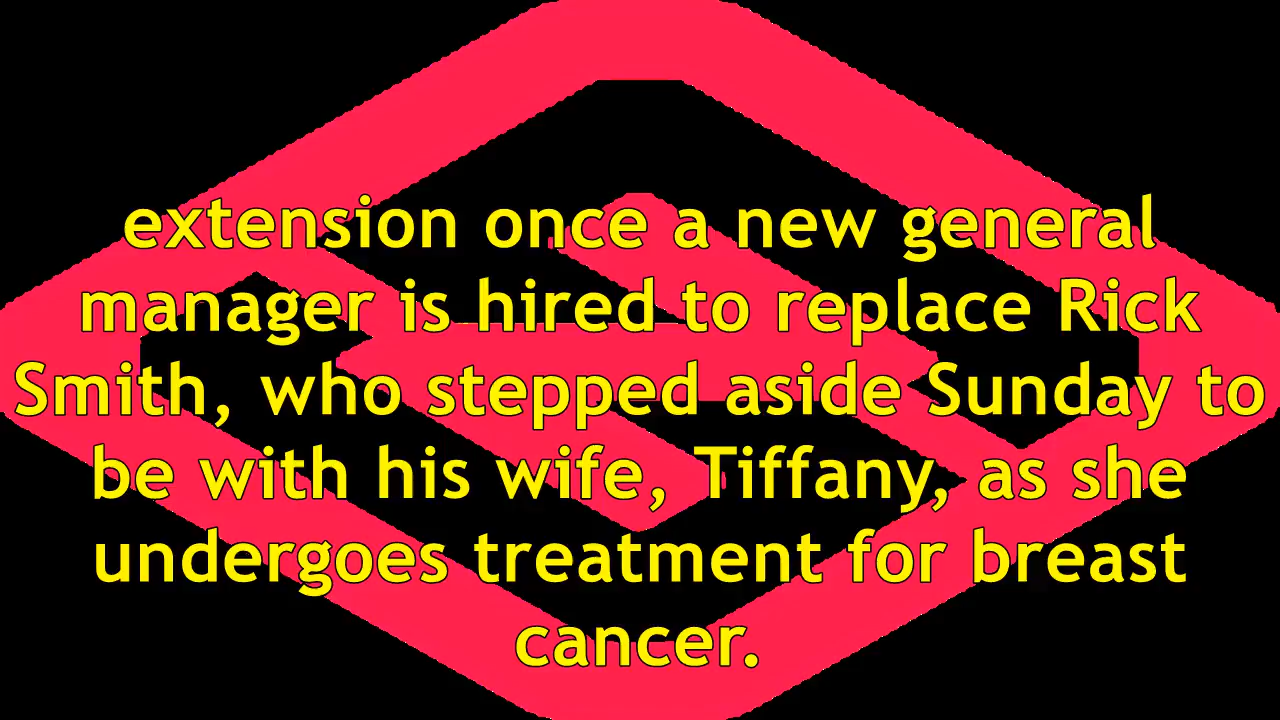 extension once a new general
manager is hired to replace Rick
Smith, who stepped aside Sunday to
be with his wife, Tiffany, as she
undergoes treatment for breast
cancer.